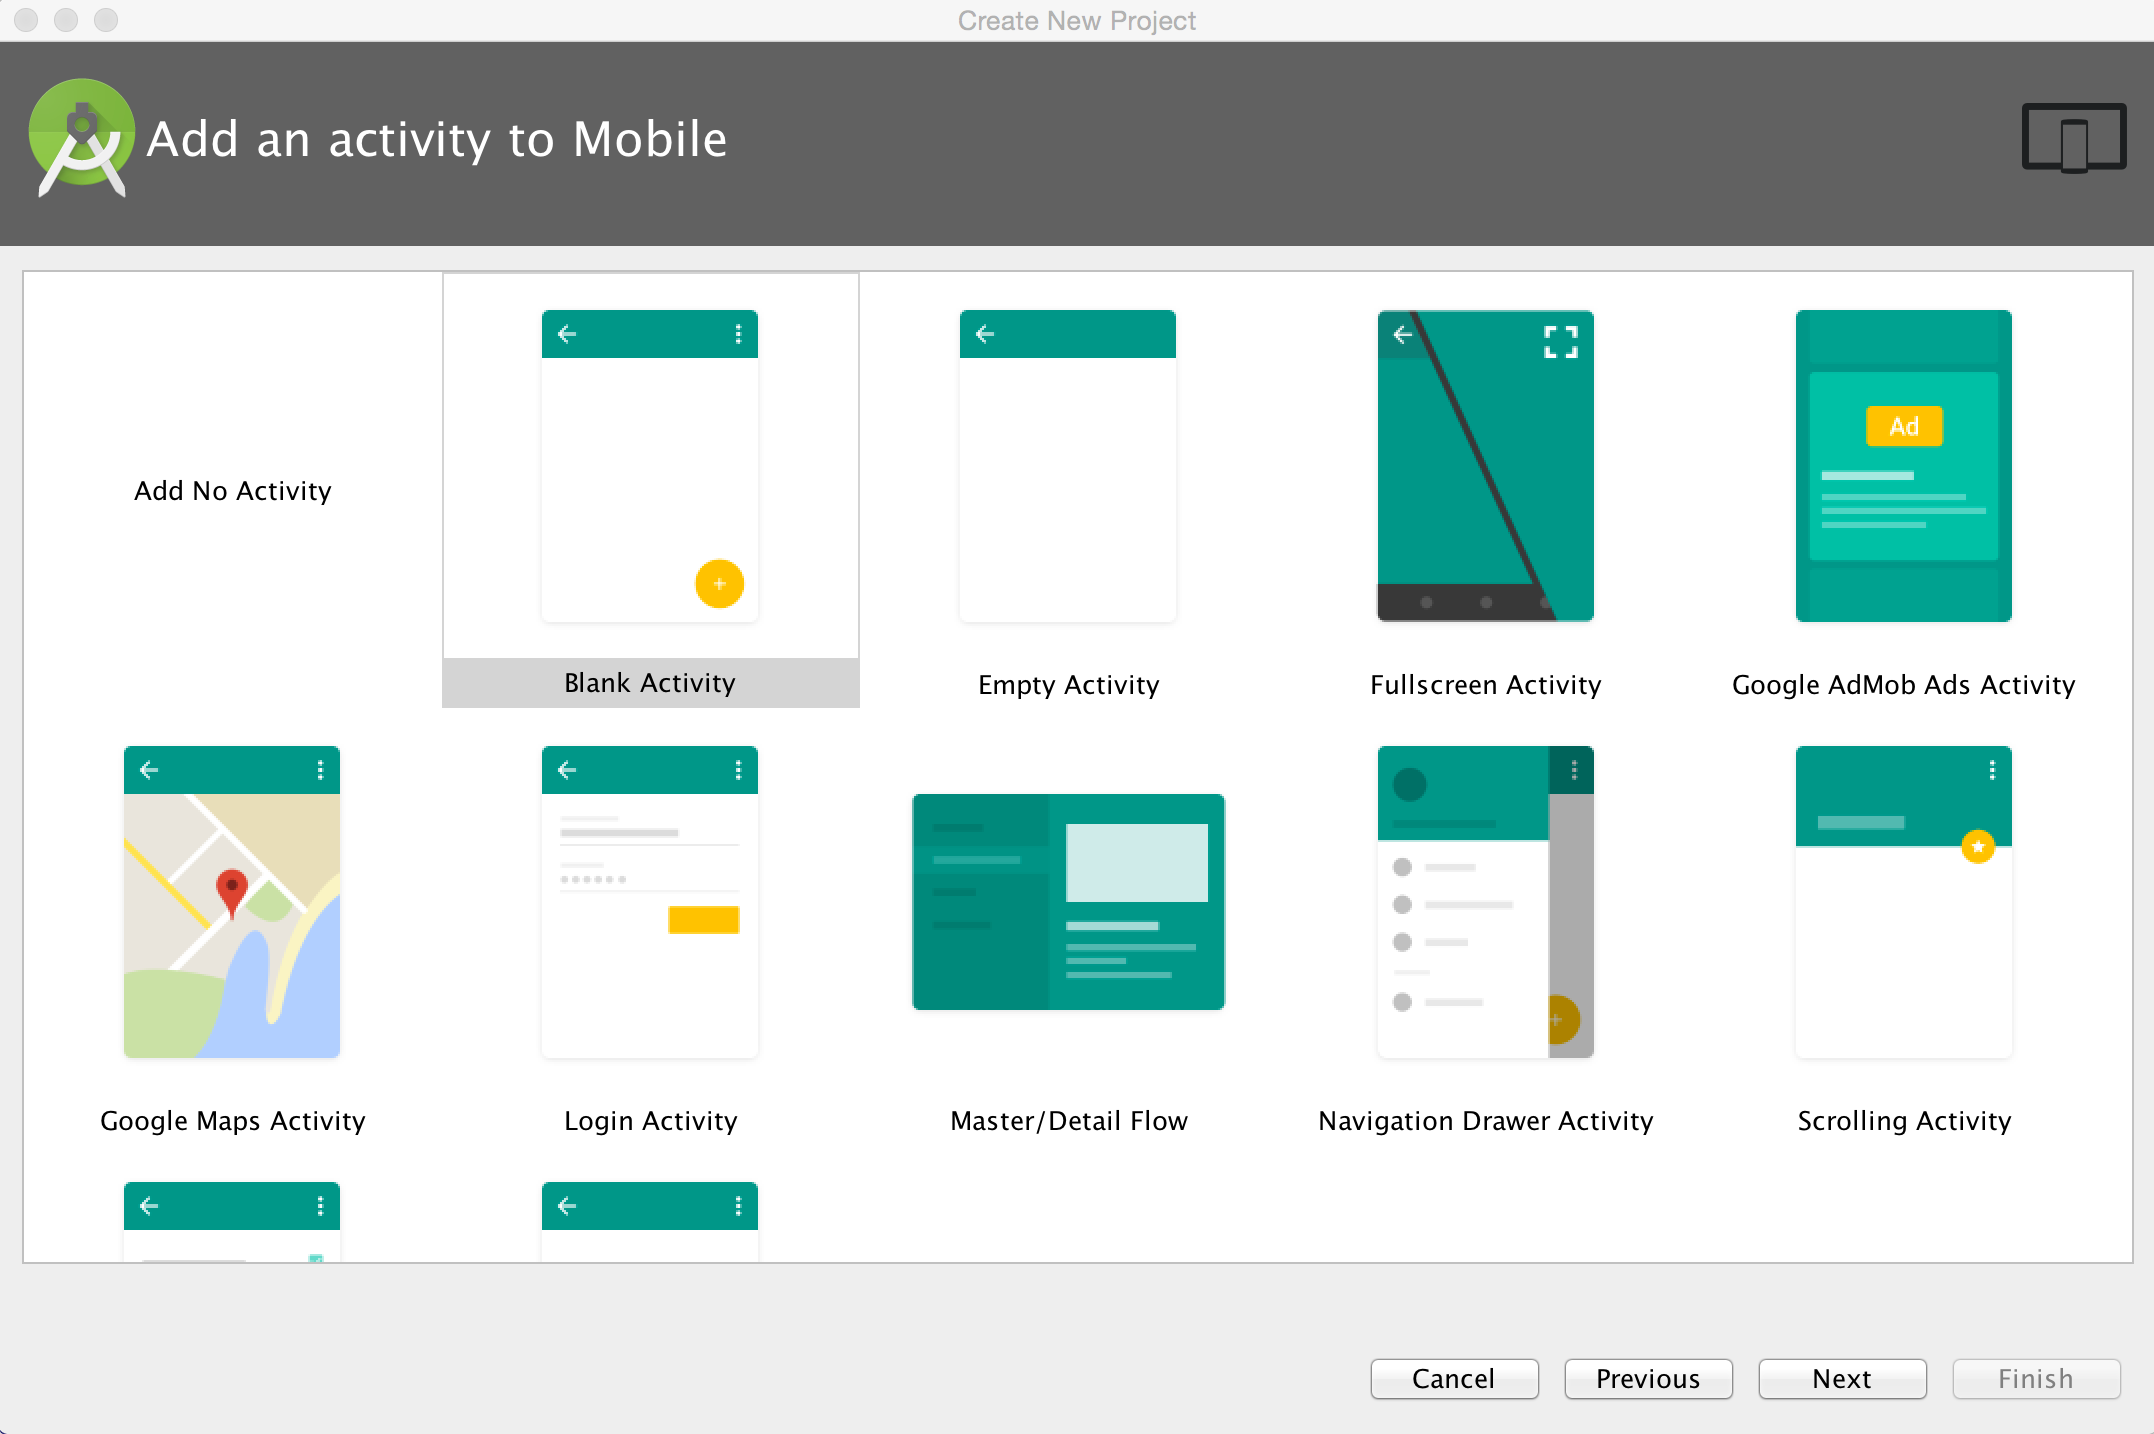 Create New Project
Add an activity to Mobile
Ad
Add No Activity
Blank Activity
Empty Activity
Fullscreen Activity
Google AdMob Ads Activity
Google Maps Activity
Login Activity
Master/Detail Flow
Navigation Drawer Activity
Scrolling Activity
Cancel
Previous
Next
Finish